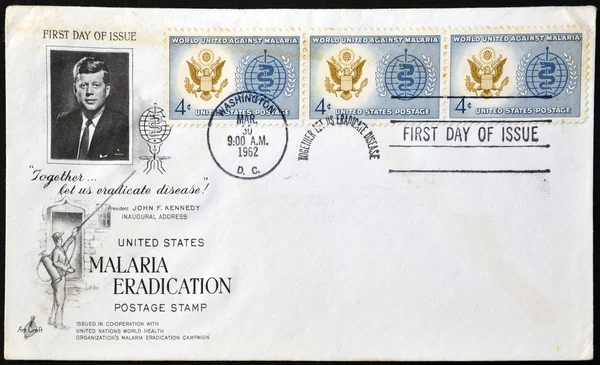 FIRST DAY OF ISSUE
WORLD UNITED AGAINST MALARIA
4¢
UNITED STATES POSTAGE
WORLD UNITED AGAINST MALARIA
4¢
UNITED STATES POSTAGE
WORLD UNITED AGAINST MALARIA
4¢
UNITED STATES POSTAGE
WASHINGTON
MAR.
30
9:00 A.M.
1962
D. C.
TOGETHER LET US ERADICATE DISEASE
FIRST DAY OF ISSUE
"Together...
let us eradicate disease!"
President JOHN F. KENNEDY
INAUGURAL ADDRESS
UNITED STATES
MALARIA
ERADICATION
POSTAGE STAMP
ISSUED IN CO-OPERATION WITH
UNITED NATIONS WORLD HEALTH
ORGANIZATION'S MALARIA ERADICATION CAMPAIGN
ArtCraft